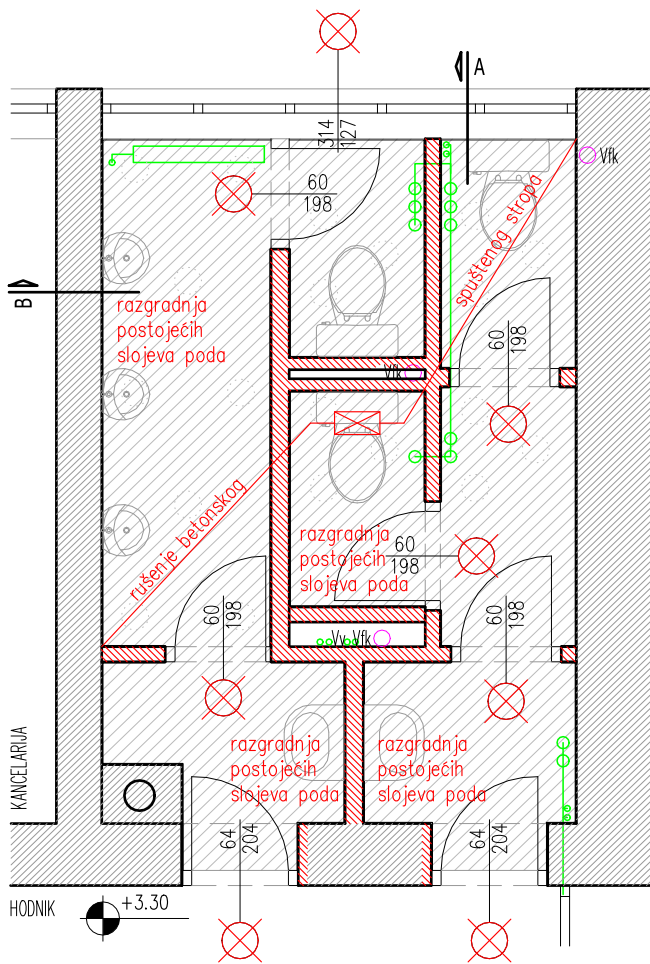 A
314
127
Vfk
60
198
spuštenog stropa
B
razgradnja
postojećih
slojeva poda
60
198
Vfk
rušenje betonskog
razgradnja
postojećih
slojeva poda
60
198
60
198
Vv
Vfk
60
198
KANCELARIJA
razgradnja
postojećih
slojeva poda
razgradnja
postojećih
slojeva poda
64
204
64
204
HODNIK
+3.30